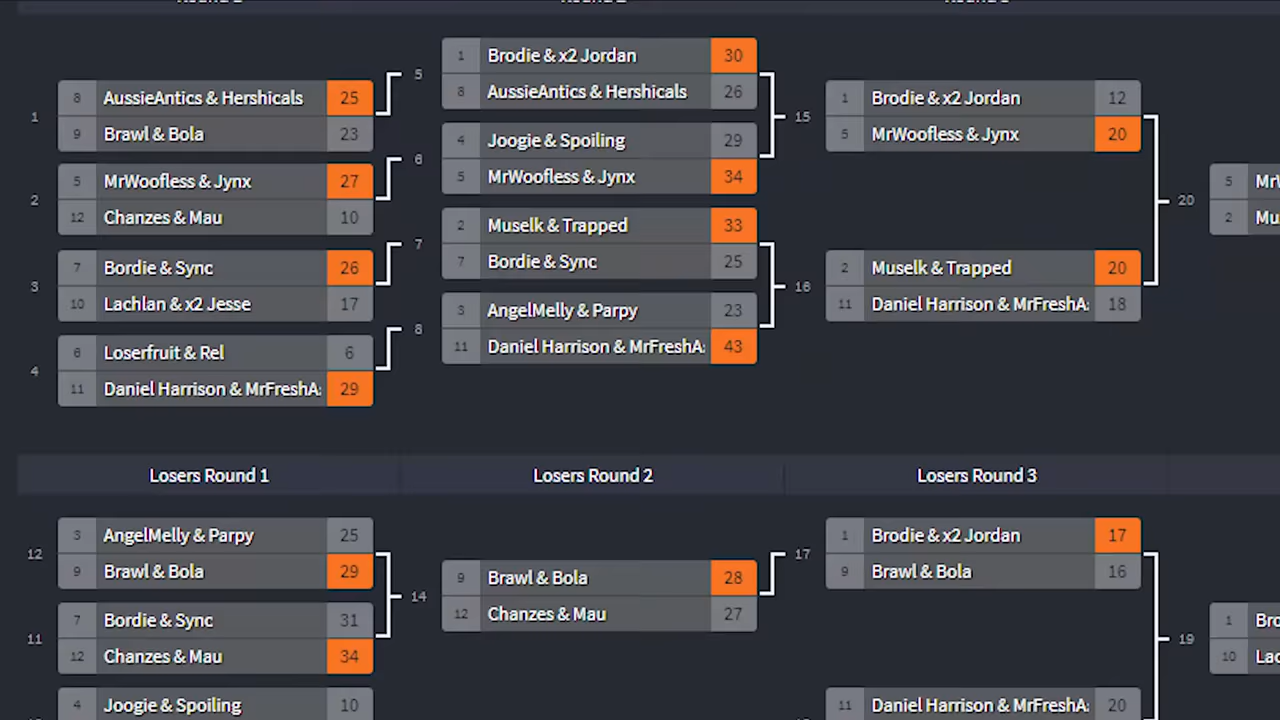 5
1 Brodie & x2 Jordan 30
8 AussieAntics & Hershicals 26
1
8 AussieAntics & Hershicals 25
9 Brawl & Bola 23
15
1 Brodie & x2 Jordan 12
5 MrWoofless & Jynx 20
6
4 Joogie & Spoiling 29
5 MrWoofless & Jynx 34
2
5 MrWoofless & Jynx 27
12 Chanzes & Mau 10
20
5
2 Mu
7
2 Muselk & Trapped 33
7 Bordie & Sync 25
3
7 Bordie & Sync 26
10 Lachlan & x2 Jesse 17
16
2 Muselk & Trapped 20
11 Daniel Harrison & MrFreshA 18
8
3 AngelMelly & Parpy 23
11 Daniel Harrison & MrFreshA 43
4
6 Loserfruit & Rel 6
11 Daniel Harrison & MrFreshA 29
Losers Round 1
Losers Round 2
Losers Round 3
12
3 AngelMelly & Parpy 25
9 Brawl & Bola 29
14
9 Brawl & Bola 28
12 Chanzes & Mau 27
17
1 Brodie & x2 Jordan 17
9 Brawl & Bola 16
11
7 Bordie & Sync 31
12 Chanzes & Mau 34
19
1 Bro
10 Lac
4 Joogie & Spoiling 10
11 Daniel Harrison & MrFreshA 20